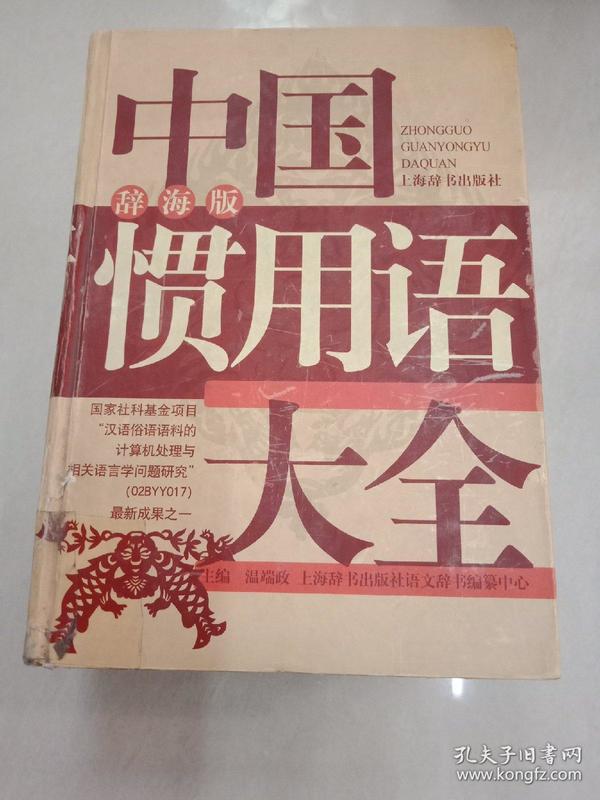 中国
ZHONGGUO
GUANYONGYU
DAQUAN
上海辞书出版社
辞海版
惯用语
大全
国家社科基金项目
“汉语俗语语料的
计算机处理与
相关语言学问题研究”
(02BYY017)
最新成果之一
主编 温端政 上海辞书出版社语文辞书编纂中心
孔夫子旧书网
www.kongfz.com